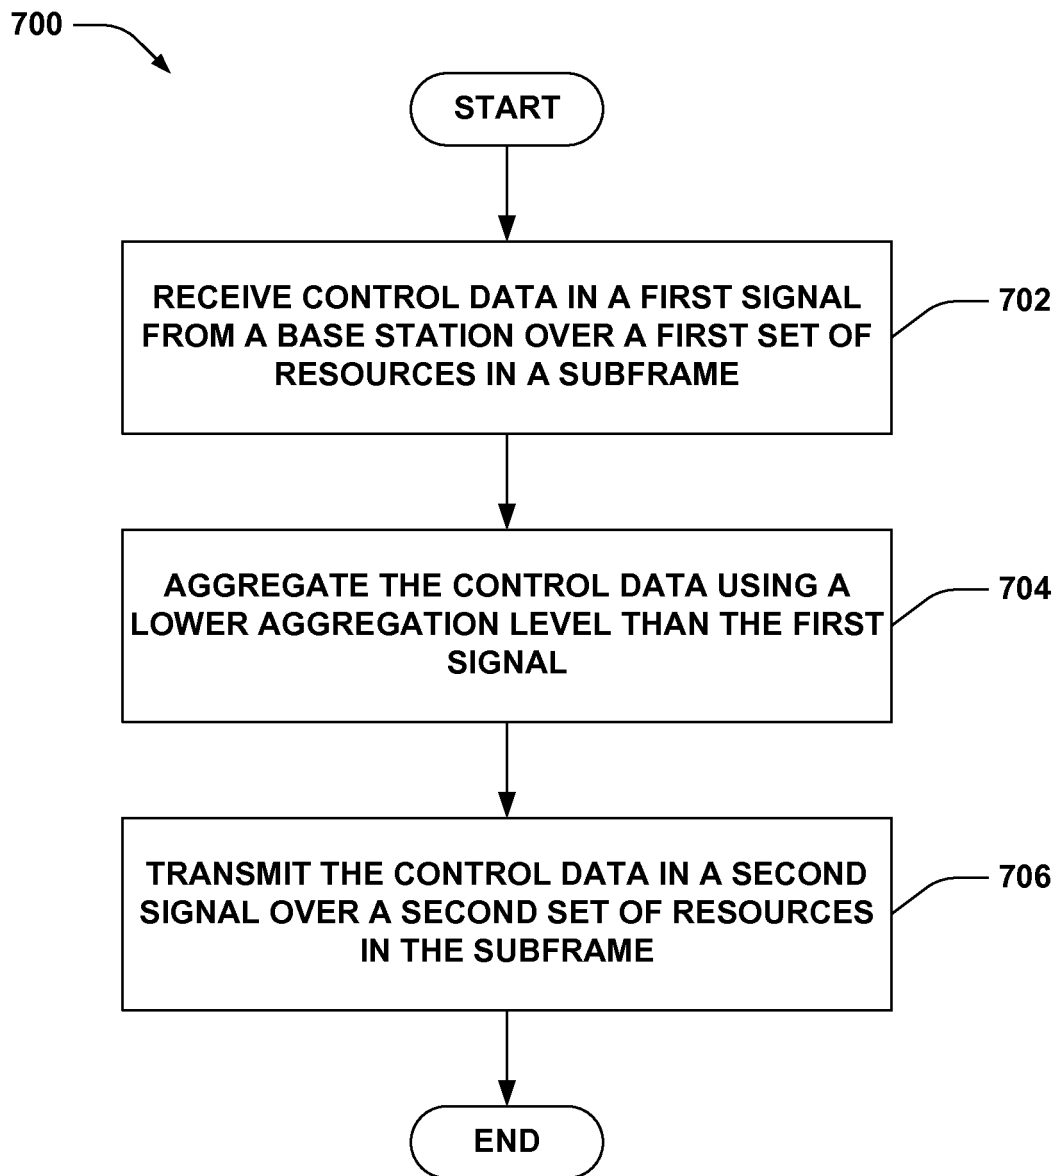 700
START
RECEIVE CONTROL DATA IN A FIRST SIGNAL
FROM A BASE STATION OVER A FIRST SET OF
RESOURCES IN A SUBFRAME
702
AGGREGATE THE CONTROL DATA USING A
LOWER AGGREGATION LEVEL THAN THE FIRST
SIGNAL
704
TRANSMIT THE CONTROL DATA IN A SECOND
SIGNAL OVER A SECOND SET OF RESOURCES
IN THE SUBFRAME
706
END